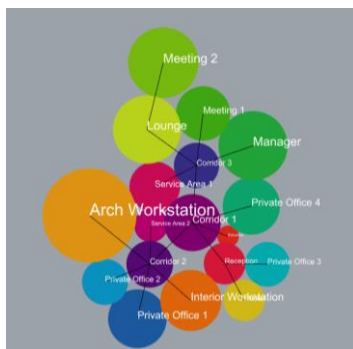 Meeting 2
Meeting 1
Lounge
Manager
Corridor 3
Service Area 1
Arch Workstation
Private Office 4
Corridor 1
Service Area 2
Corridor 2
Reception
Private Office 3
Private Office 2
Interior Workstation
Private Office 1